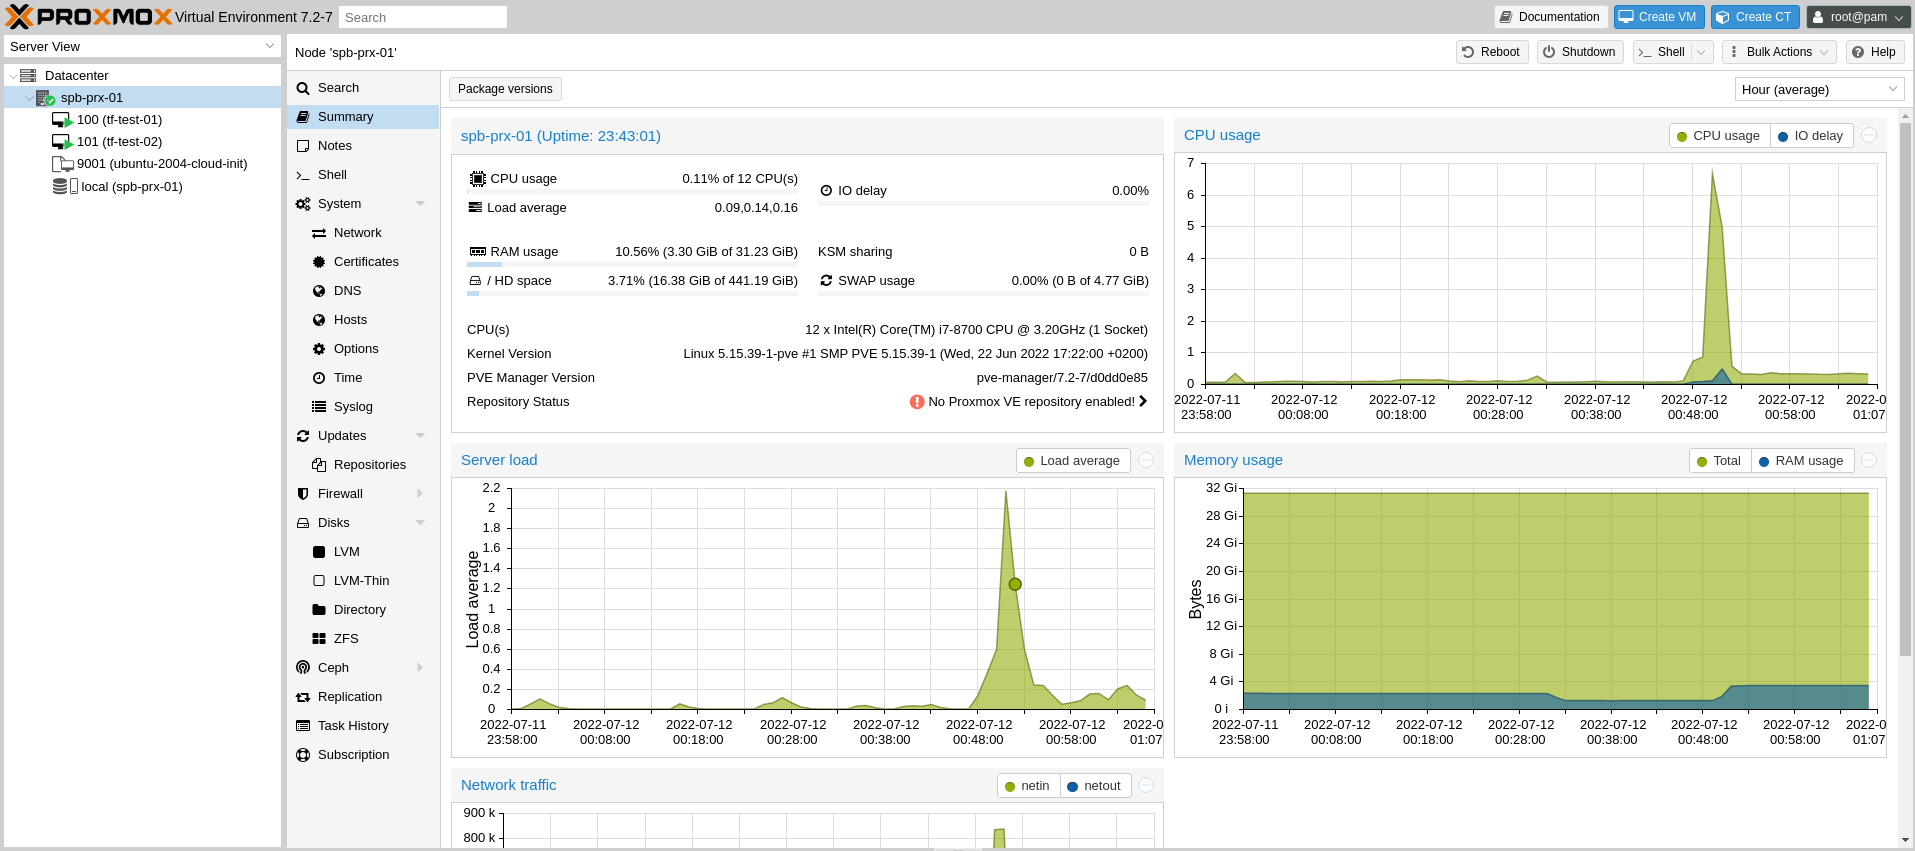 PROXMOX Virtual Environment 7.2-7 Search Documentation Create VM Create CT root@pam
Server View
Datacenter
spb-prx-01
100 (tf-test-01)
101 (tf-test-02)
9001 (ubuntu-2004-cloud-init)
local (spb-prx-01)
Node 'spb-prx-01' Reboot Shutdown Shell Bulk Actions Help
Search
Summary
Notes
Shell
System
Network
Certificates
DNS
Hosts
Options
Time
Syslog
Updates
Repositories
Firewall
Disks
LVM
LVM-Thin
Directory
ZFS
Ceph
Replication
Task History
Subscription
Package versions Hour (average)
spb-prx-01 (Uptime: 23:43:01)
CPU usage 0.11% of 12 CPU(s)
IO delay 0.00%
Load average 0.09,0.14,0.16
RAM usage 10.56% (3.30 GiB of 31.23 GiB)
KSM sharing 0 B
/ HD space 3.71% (16.38 GiB of 441.19 GiB)
SWAP usage 0.00% (0 B of 4.77 GiB)
CPU(s) 12 x Intel(R) Core(TM) i7-8700 CPU @ 3.20GHz (1 Socket)
Kernel Version Linux 5.15.39-1-pve #1 SMP PVE 5.15.39-1 (Wed, 22 Jun 2022 17:22:00 +0200)
PVE Manager Version pve-manager/7.2-7/d0dd0e85
Repository Status No Proxmox VE repository enabled!
CPU usage CPU usage IO delay
7
6
5
4
3
2
1
0
2022-07-11 2022-07-12 2022-07-12 2022-07-12 2022-07-12 2022-07-12 2022-07-12 2022-0
23:58:00 00:08:00 00:18:00 00:28:00 00:38:00 00:48:00 00:58:00 01:07
Server load Load average
Load average
2.2
2
1.8
1.6
1.4
1.2
1
0.8
0.6
0.4
0.2
0
2022-07-11 2022-07-12 2022-07-12 2022-07-12 2022-07-12 2022-07-12 2022-07-12 2022-0
23:58:00 00:08:00 00:18:00 00:28:00 00:38:00 00:48:00 00:58:00 01:07
Memory usage Total RAM usage
Bytes
32 Gi
28 Gi
24 Gi
20 Gi
16 Gi
12 Gi
8 Gi
4 Gi
0 i
2022-07-11 2022-07-12 2022-07-12 2022-07-12 2022-07-12 2022-07-12 2022-07-12 2022-0
23:58:00 00:08:00 00:18:00 00:28:00 00:38:00 00:48:00 00:58:00 01:07
Network traffic netin netout
900 k
800 k